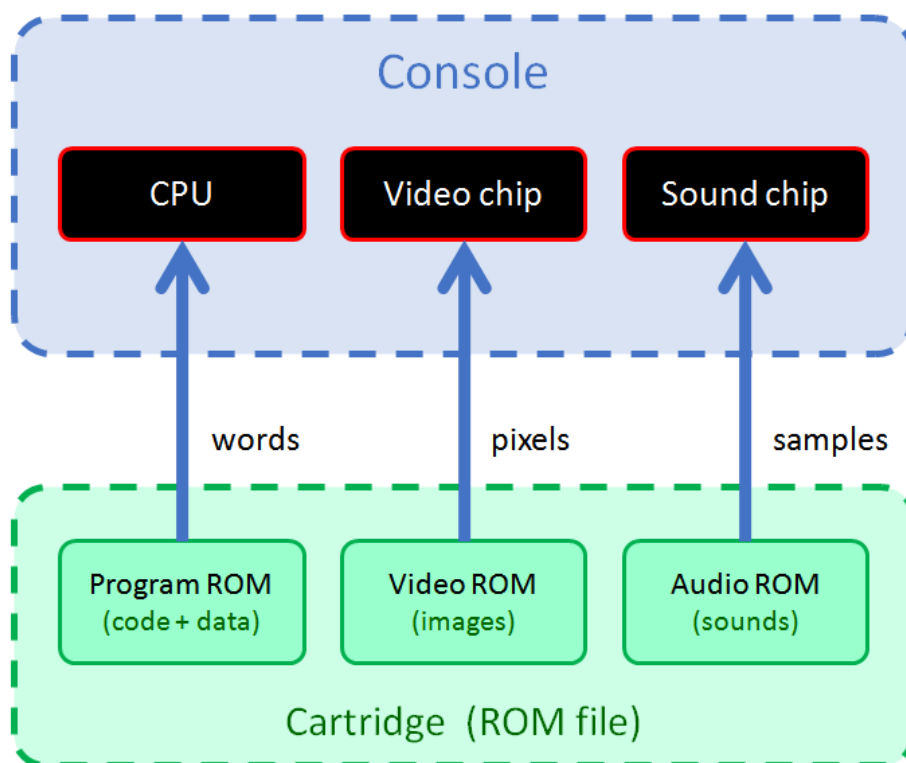 Console
CPU
Video chip
Sound chip
words
pixels
samples
Program ROM
(code + data)
Video ROM
(images)
Audio ROM
(sounds)
Cartridge (ROM file)